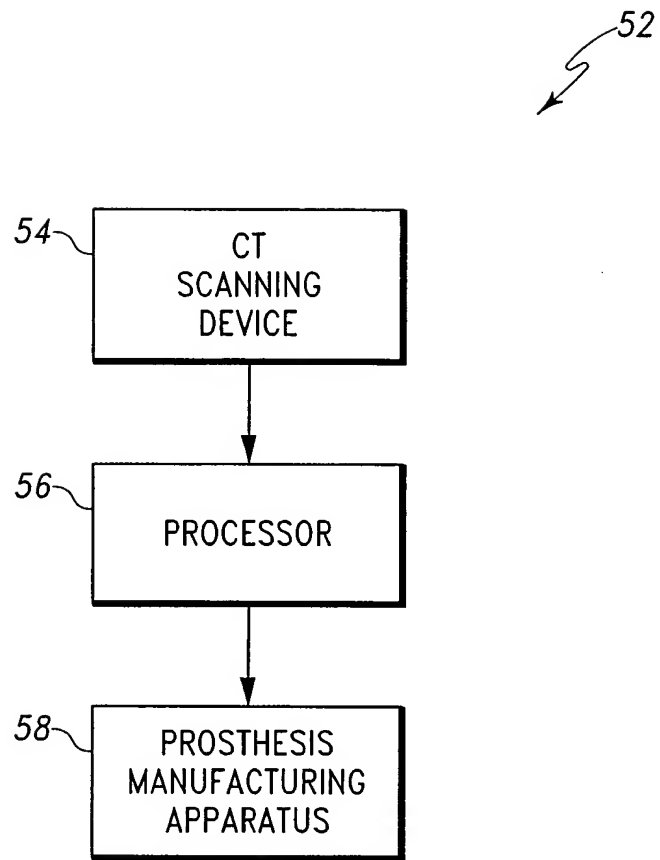 52
54
CT
SCANNING
DEVICE
56
PROCESSOR
58
PROSTHESIS
MANUFACTURING
APPARATUS